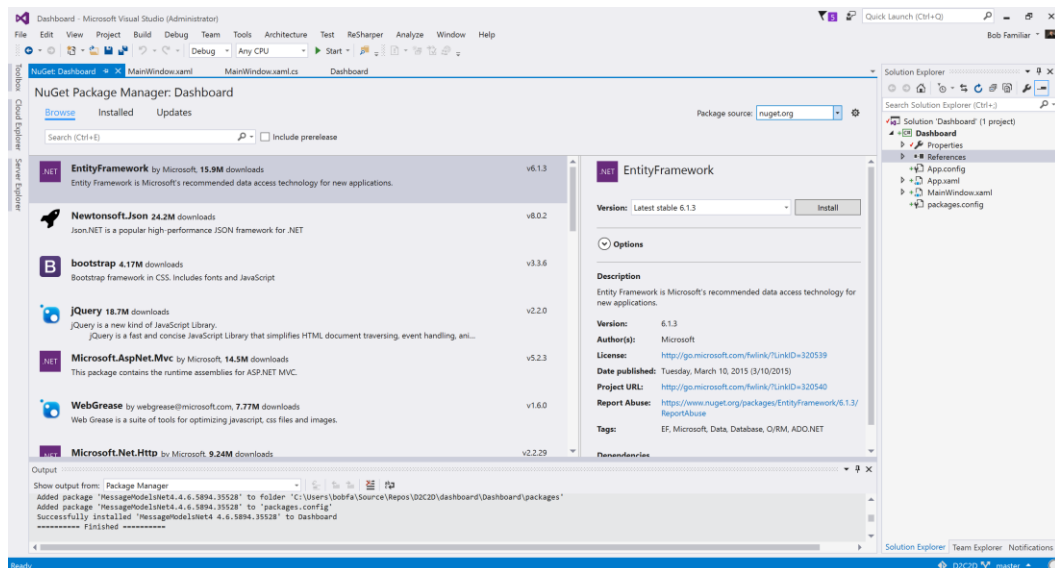 Dashboard - Microsoft Visual Studio (Administrator)
5
Quick Launch (Ctrl+Q)
File Edit View Project Build Debug Team Tools Architecture Test ReSharper Analyze Window Help
Bob Familiar
Debug Any CPU Start
NuGet: Dashboard MainWindow.xaml MainWindow.xaml.cs Dashboard
Toolbox
Cloud Explorer
Server Explorer
NuGet Package Manager: Dashboard
Browse Installed Updates
Package source: nuget.org
Search (Ctrl+E)
Include prerelease
.NET
EntityFramework by Microsoft, 15.9M downloads
v6.1.3
Entity Framework is Microsoft's recommended data access technology for new applications.
Newtonsoft.Json 24.2M downloads
v8.0.2
Json.NET is a popular high-performance JSON framework for .NET
B
bootstrap 4.17M downloads
v3.3.6
Bootstrap framework in CSS. Includes fonts and JavaScript
jQuery 18.7M downloads
v2.2.0
jQuery is a new kind of JavaScript Library.
jQuery is a fast and concise JavaScript Library that simplifies HTML document traversing, event handling, ani...
.NET
Microsoft.AspNet.Mvc by Microsoft, 14.5M downloads
v5.2.3
This package contains the runtime assemblies for ASP.NET MVC.
WebGrease by webgrease@microsoft.com, 7.77M downloads
v1.6.0
Web Grease is a suite of tools for optimizing javascript, css files and images.
.NET
Microsoft.Net.Http by Microsoft, 9.24M downloads
v2.2.29
.NET
EntityFramework
Version: Latest stable 6.1.3
Install
Options
Description
Entity Framework is Microsoft's recommended data access technology for
new applications.
Version: 6.1.3
Author(s): Microsoft
License: http://go.microsoft.com/fwlink/?LinkID=320539
Date published: Tuesday, March 10, 2015 (3/10/2015)
Project URL: http://go.microsoft.com/fwlink/?LinkID=320540
Report Abuse: https://www.nuget.org/packages/EntityFramework/6.1.3/
ReportAbuse
Tags: EF, Microsoft, Data, Database, O/RM, ADO.NET
Dependencies
Solution Explorer
Search Solution Explorer (Ctrl+;)
Solution 'Dashboard' (1 project)
Dashboard
Properties
References
App.config
App.xaml
MainWindow.xaml
packages.config
Output
Show output from: Package Manager
Added package 'MessageModelsNet4.4.6.5894.35528' to folder 'C:\Users\bobfa\Source\Repos\D2C2D\dashboard\Dashboard\packages'
Added package 'MessageModelsNet4.4.6.5894.35528' to 'packages.config'
Successfully installed 'MessageModelsNet4 4.6.5894.35528' to Dashboard
========== Finished ==========
Solution Explorer Team Explorer Notifications
Ready
D2C2D master